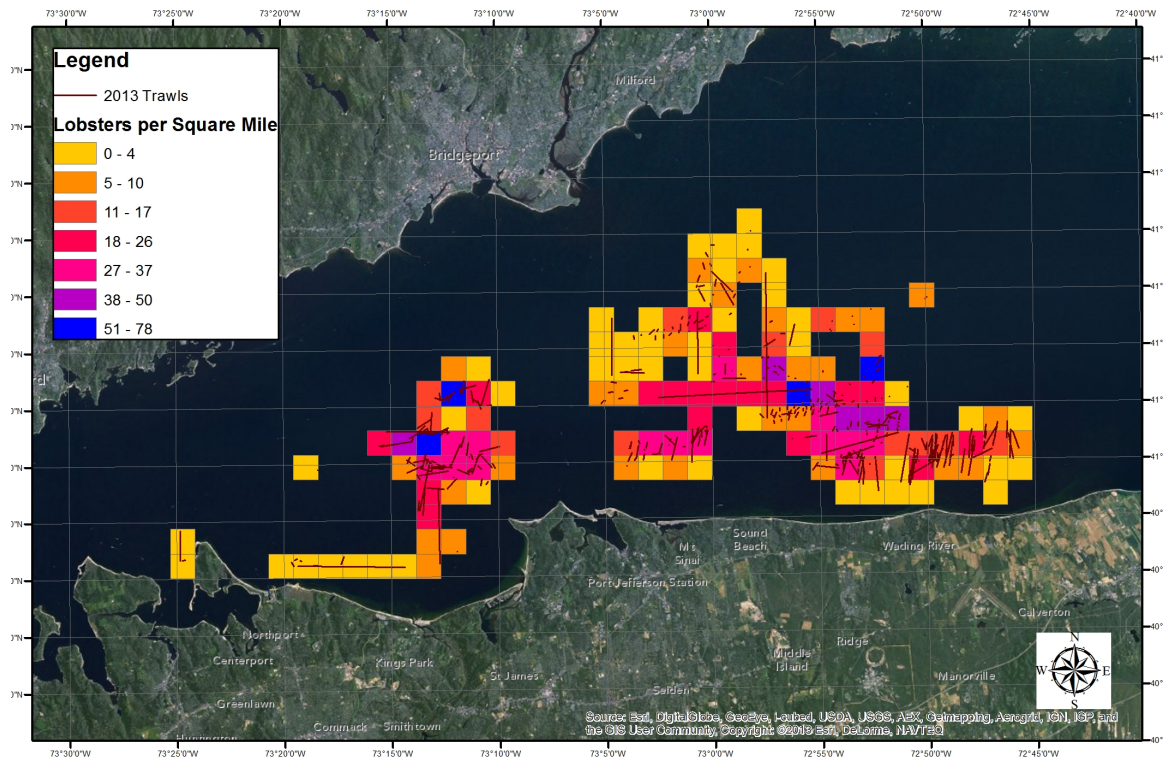 73°30'0"W 73°25'0"W 73°20'0"W 73°15'0"W 73°10'0"W 73°5'0"W 73°0'0"W 72°55'0"W 72°50'0"W 72°45'0"W 72°40'0"W
Legend
2013 Trawls
Lobsters per Square Mile
0 - 4
5 - 10
11 - 17
18 - 26
27 - 37
38 - 50
51 - 78
Milford
Bridgeport
Sound
Beach
Mt
Sinai
Wading River
Port Jefferson Station
Calverton
Northport
Centerport
Kings Park
St James
Middle
Island
Ridge
Manorville
Selden
Greenlawn
Commack
Smithtown
Huntington
N
W E
S
Source: Esri, DigitalGlobe, GeoEye, i-cubed, USDA, USGS, AEX, Getmapping, Aerogrid, IGN, IGP, and
the GIS User Community, Copyright: ©2013 Esri, DeLorme, NAVTEQ
73°30'0"W 73°25'0"W 73°20'0"W 73°15'0"W 73°10'0"W 73°5'0"W 73°0'0"W 72°55'0"W 72°50'0"W 72°45'0"W